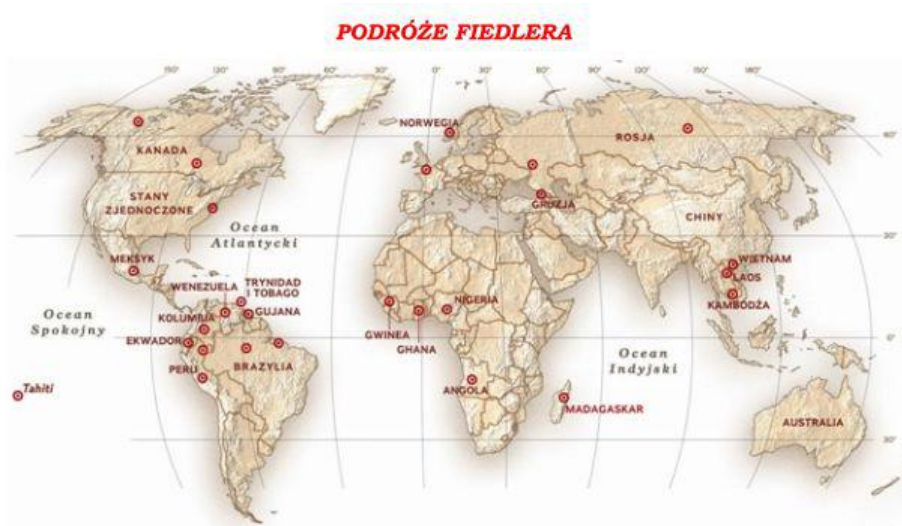 PODRÓŻE FIEDLERA
150° 120° 90° 60° 30° 0° 30° 60° 90° 120° 150° 180°
NORWEGIA
ROSJA
KANADA
STANY
ZJEDNOCZONE
GRUZJA
CHINY
Ocean
Atlantycki
MEKSYK
WIETNAM
LAOS
KAMBODŻA
WENEZUELA
TRYNIDAD
I TOBAGO
KOLUMBIA
GUJANA
NIGERIA
Ocean
Spokojny
EKWADOR
GWINEA
GHANA
0°
Ocean
Indyjski
PERU
BRAZYLIA
ANGOLA
Tahiti
MADAGASKAR
AUSTRALIA
30°